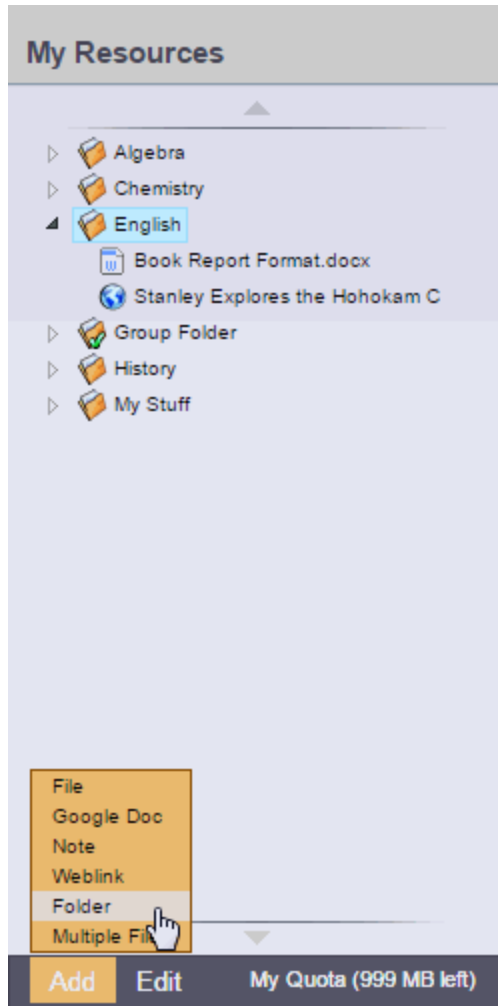 My Resources
Algebra
Chemistry
English
Book Report Format.docx
Stanley Explores the Hohokam C
Group Folder
History
My Stuff
File
Google Doc
Note
Weblink
Folder
Multiple
Add Edit My Quota (999 MB left)